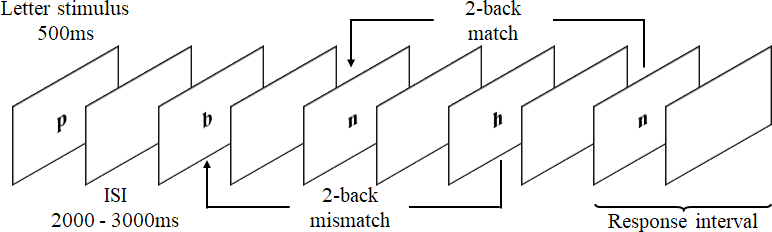 Letter stimulus
500ms
2-back
match
p
b
n
h
n
ISI
2000 - 3000ms
2-back
mismatch
Response interval